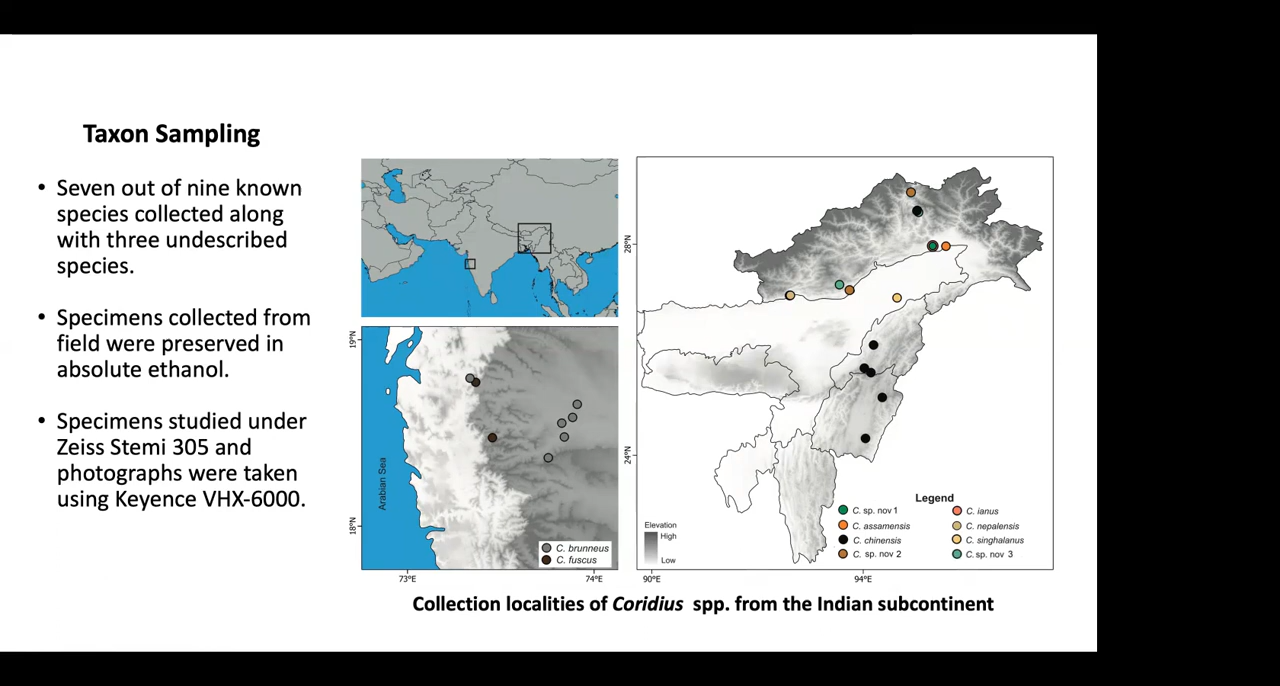 Taxon Sampling
• Seven out of nine known
species collected along
with three undescribed
species.
• Specimens collected from
field were preserved in
absolute ethanol.
• Specimens studied under
Zeiss Stemi 305 and
photographs were taken
using Keyence VHX-6000.
19°N
18°N
Arabian Sea
C. brunneus
C. fuscus
73°E
74°E
28°N
24°N
Elevation
High
Low
Legend
C. sp. nov 1
C. assamensis
C. chinensis
C. sp. nov 2
C. ianus
C. nepalensis
C. singhalanus
C. sp. nov 3
90°E
94°E
Collection localities of Coridius spp. from the Indian subcontinent